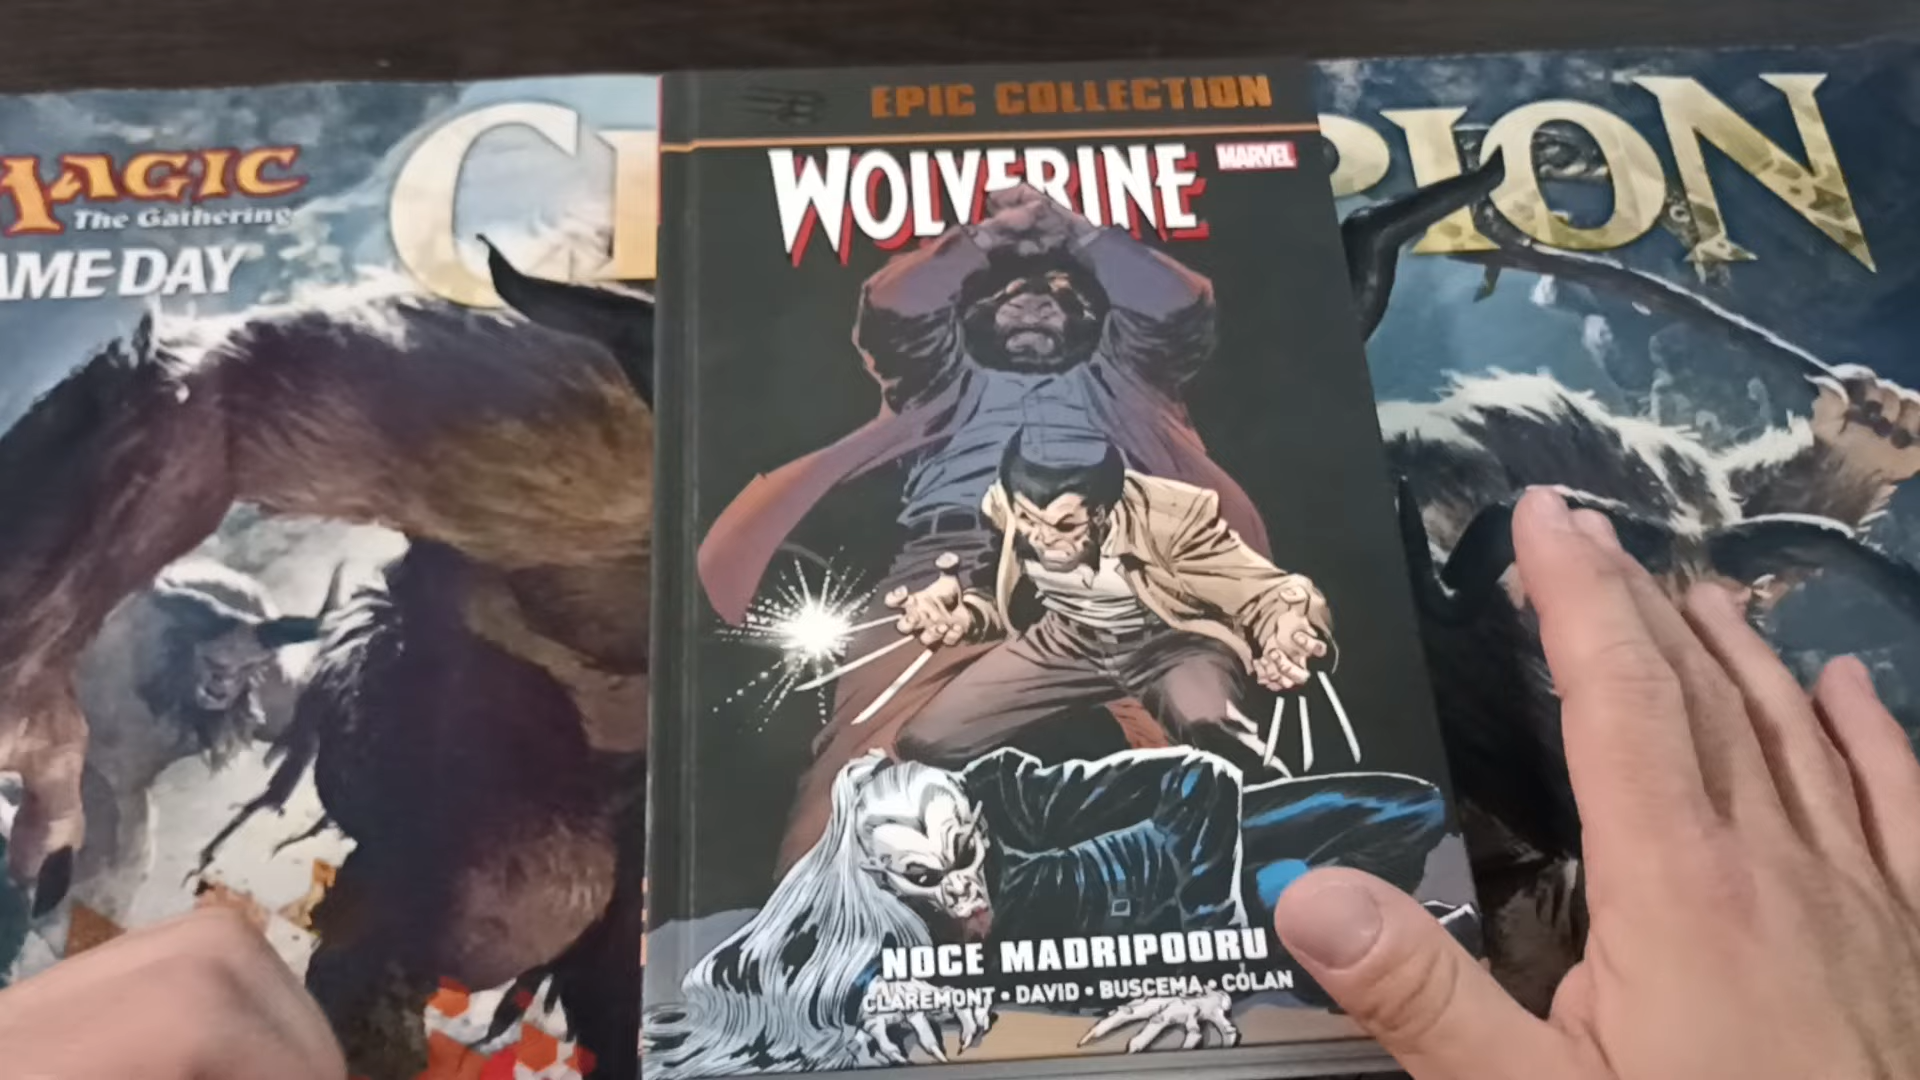 MAGIC
The Gathering
AME DAY
C
PION
EPIC COLLECTION
WOLVERINE
MARVEL
NOCE MADRIPOORU
CLAREMONT • DAVID • BUSCEMA • COLAN